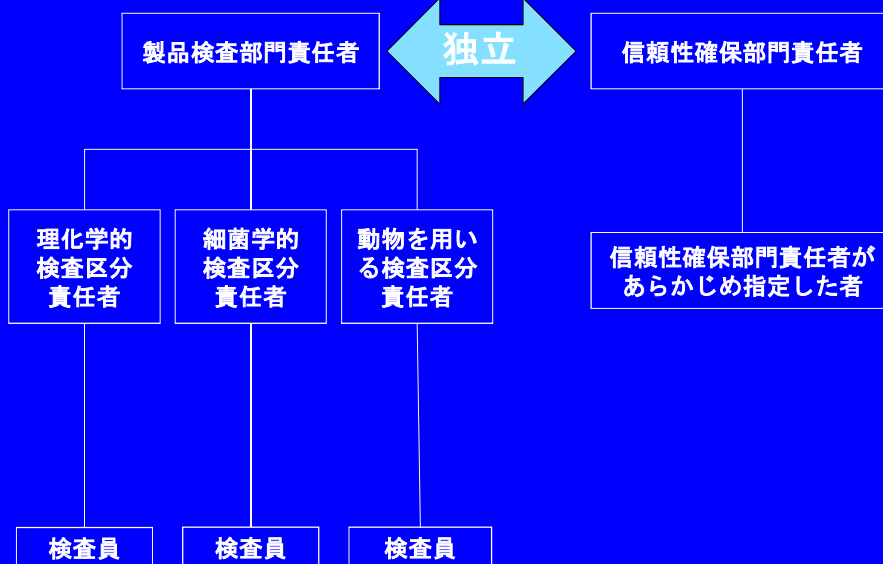 製品検査部門責任者
独立
信頼性確保部門責任者
理化学的
検査区分
責任者
細菌学的
検査区分
責任者
動物を用い
る検査区分
責任者
信頼性確保部門責任者が
あらかじめ指定した者
検査員
検査員
検査員